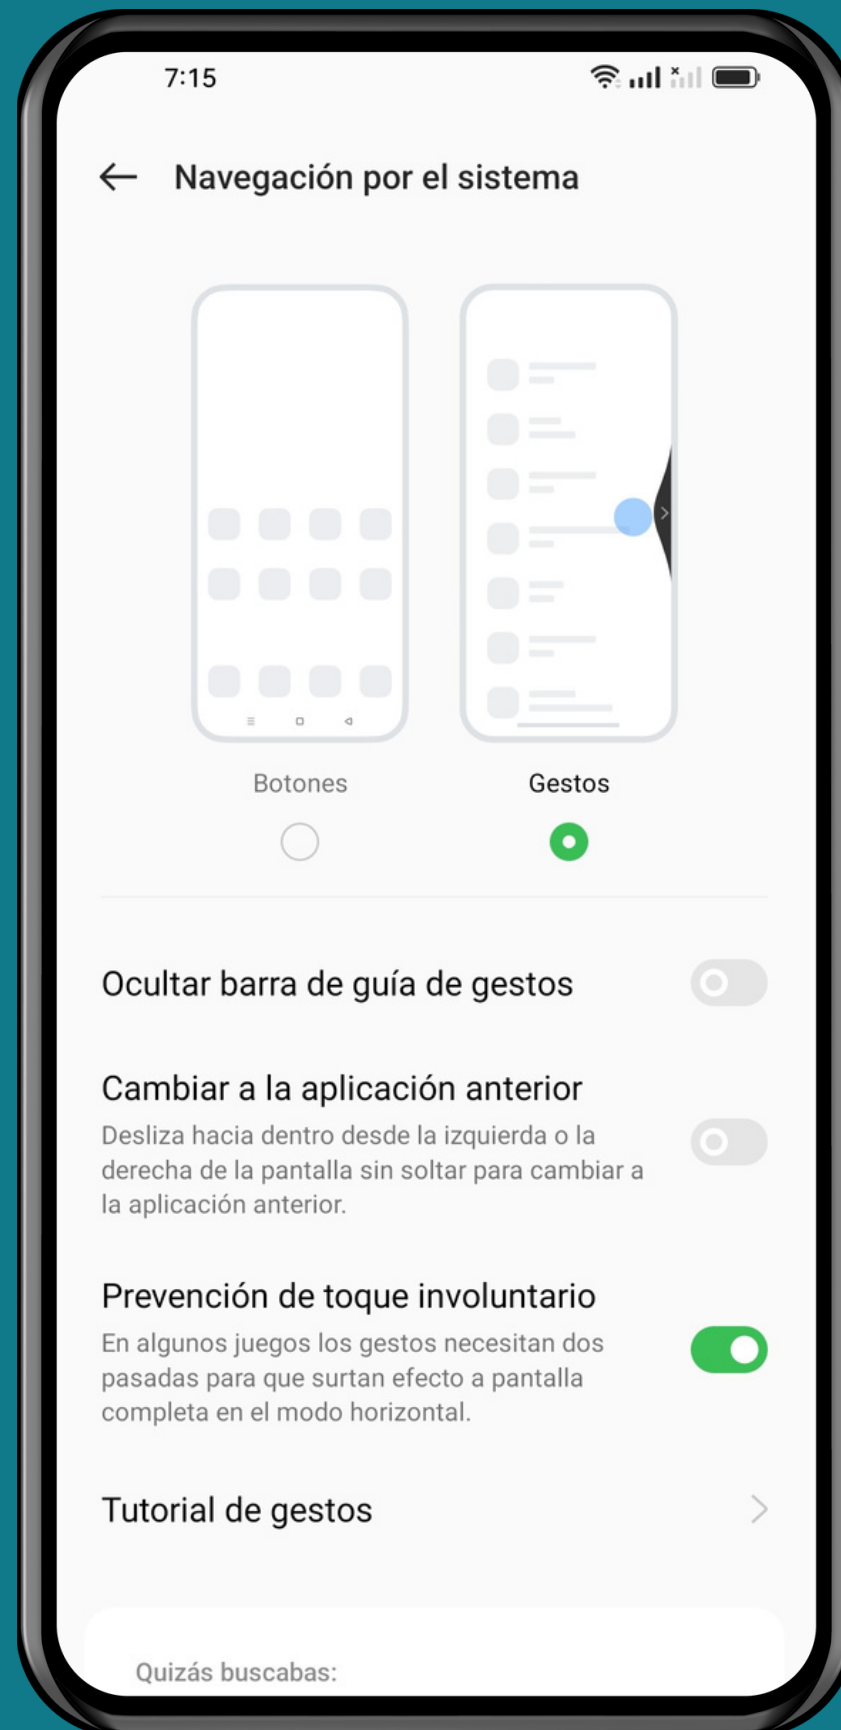 7:15
Navegación por el sistema
Botones
Gestos
Ocultar barra de guía de gestos
Cambiar a la aplicación anterior
Desliza hacia dentro desde la izquierda o la
derecha de la pantalla sin soltar para cambiar a
la aplicación anterior.
Prevención de toque involuntario
En algunos juegos los gestos necesitan dos
pasadas para que surtan efecto a pantalla
completa en el modo horizontal.
Tutorial de gestos
Quizás buscabas: